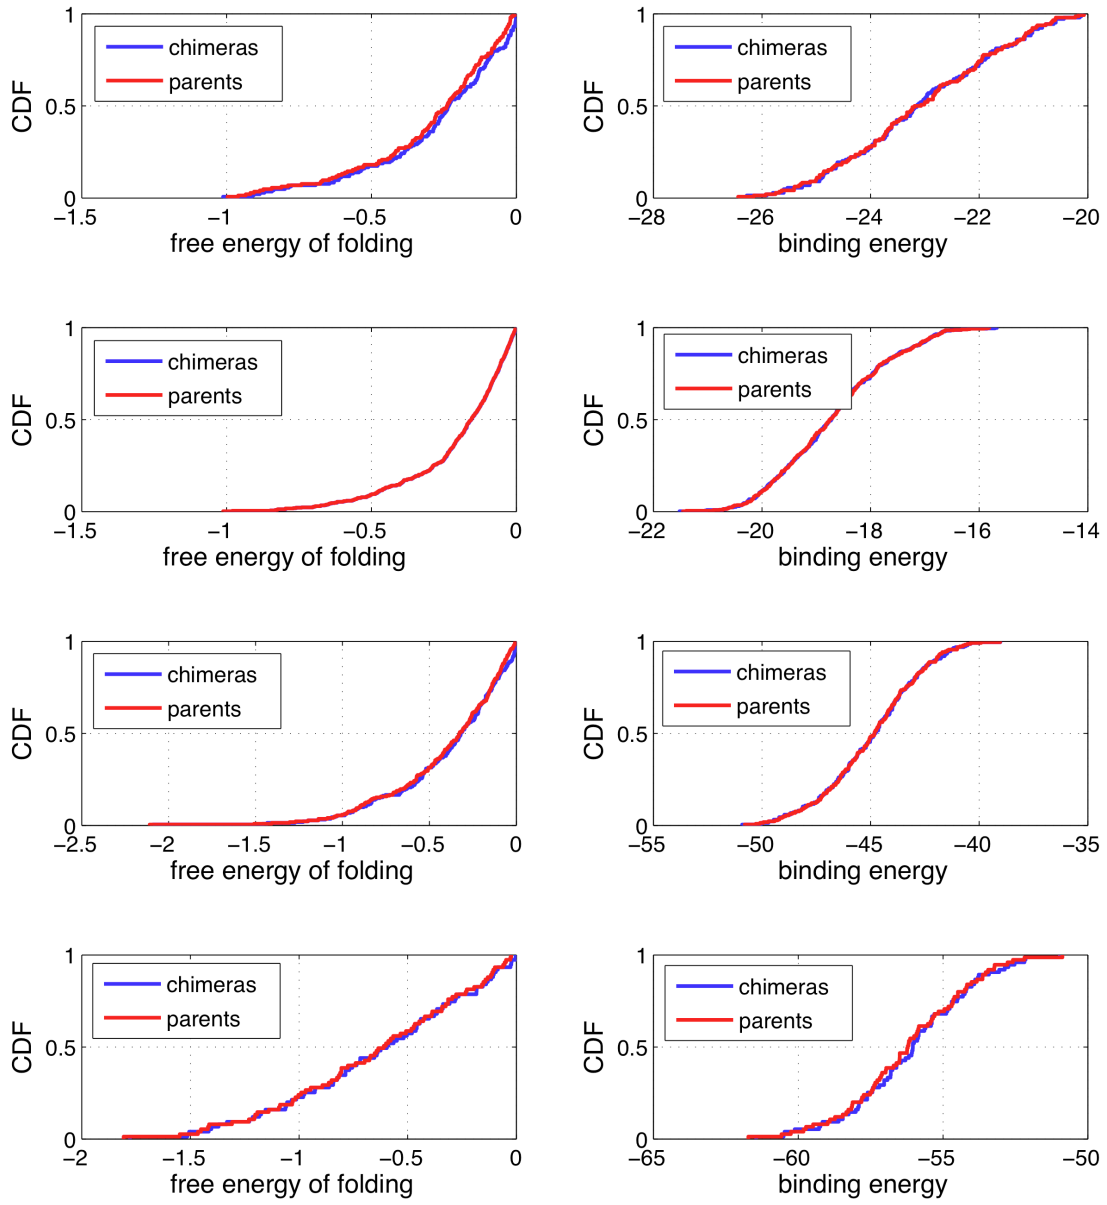 1
0.5
0
CDF
chimeras
parents
−1.5 −1 −0.5 0
free energy of folding
1
0.5
0
CDF
chimeras
parents
−28 −26 −24 −22 −20
binding energy
1
0.5
0
CDF
chimeras
parents
−1.5 −1 −0.5 0
free energy of folding
1
0.5
0
CDF
chimeras
parents
−22 −20 −18 −16 −14
binding energy
1
0.5
0
CDF
chimeras
parents
−2.5 −2 −1.5 −1 −0.5 0
free energy of folding
1
0.5
0
CDF
chimeras
parents
−55 −50 −45 −40 −35
binding energy
1
0.5
0
CDF
chimeras
parents
−2 −1.5 −1 −0.5 0
free energy of folding
1
0.5
0
CDF
chimeras
parents
−65 −60 −55 −50
binding energy